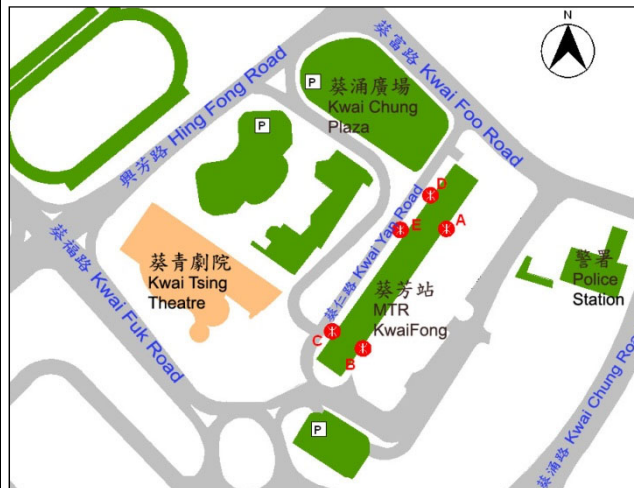 N
葵富路 Kwai Foo Road
P
葵涌廣場
Kwai Chung
Plaza
興芳路 Hing Fong Road
P
D
A
E
葵仁路 Kwai Yan Road
葵青劇院
Kwai Tsing
Theatre
葵福路 Kwai Fuk Road
葵芳站
MTR
KwaiFong
警署
Police
Station
C
B
P
葵涌路 Kwai Chung Road